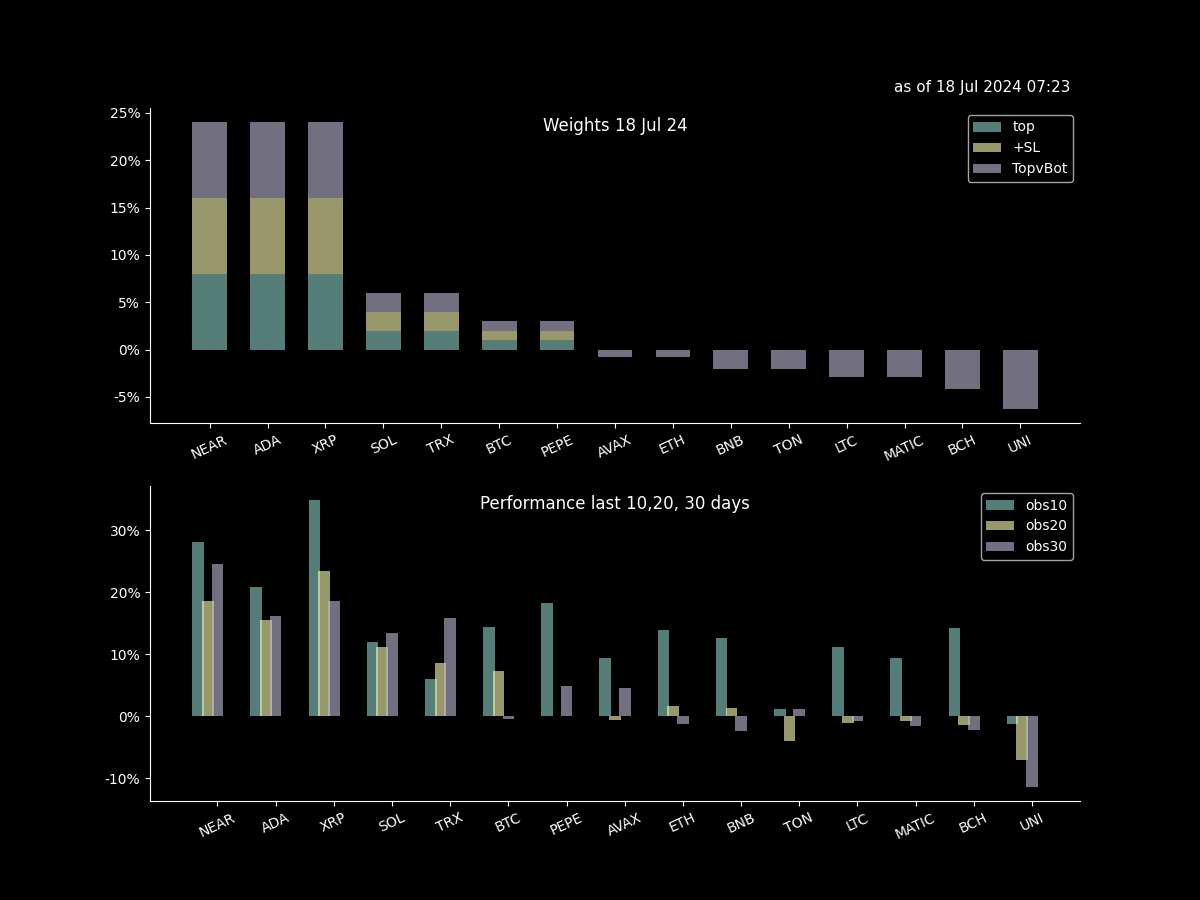 as of 18 Jul 2024 07:23
Weights 18 Jul 24
top
+SL
TopvBot
25%
20%
15%
10%
5%
0%
-5%
NEAR ADA XRP SOL TRX BTC PEPE AVAX ETH BNB TON LTC MATIC BCH UNI
Performance last 10,20, 30 days
obs10
obs20
obs30
30%
20%
10%
0%
-10%
NEAR ADA XRP SOL TRX BTC PEPE AVAX ETH BNB TON LTC MATIC BCH UNI